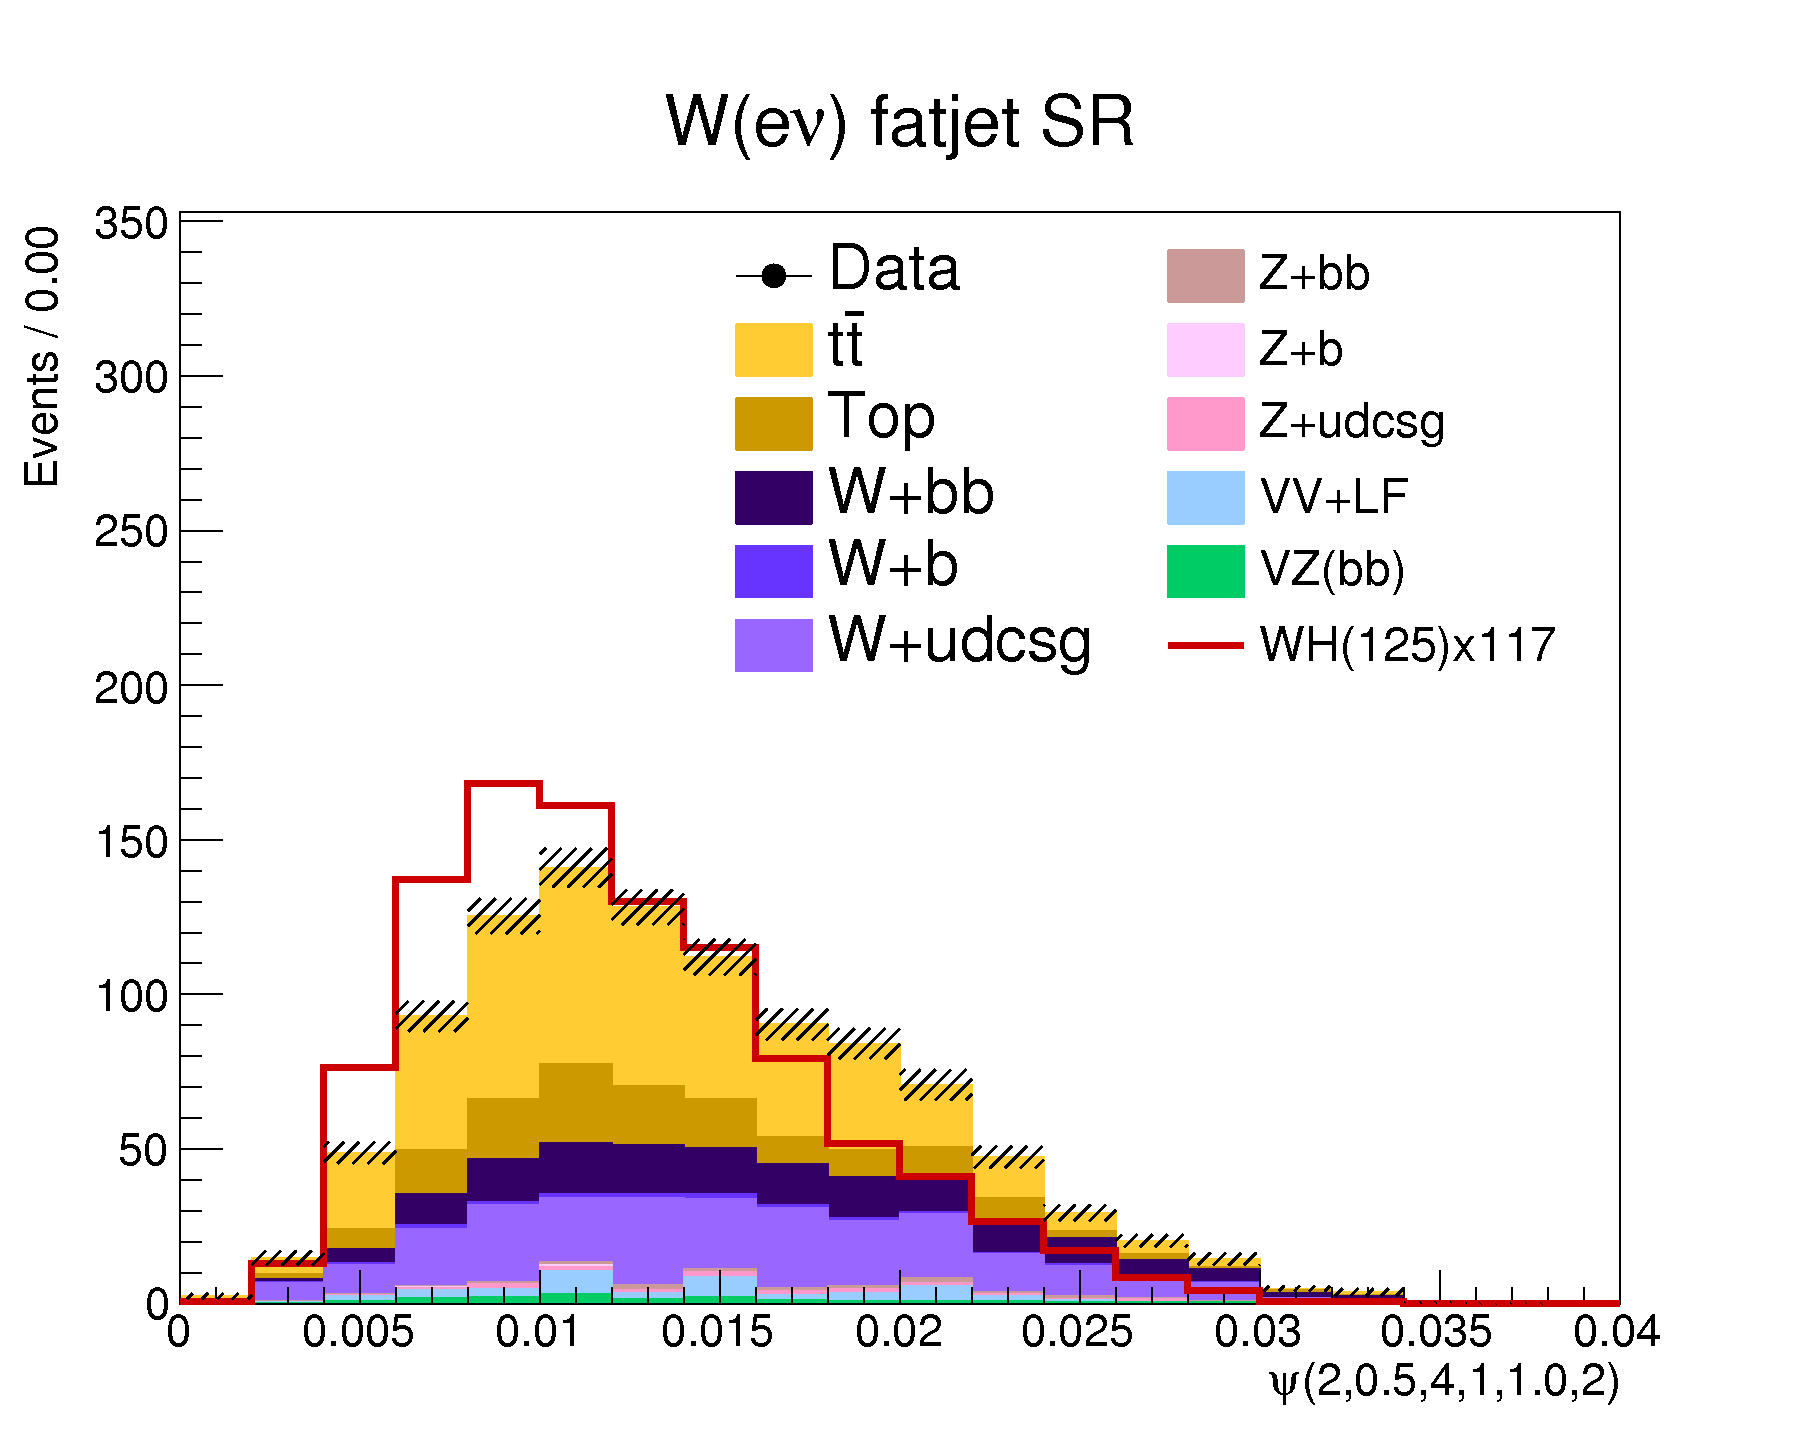 W(eν) fatjet SR
Events / 0.00
350
300
250
200
150
100
50
0
Data
tt̄
Top
W+bb
W+b
W+udcsg
Z+bb
Z+b
Z+udcsg
VV+LF
VZ(bb)
WH(125)x117
0 0.005 0.01 0.015 0.02 0.025 0.03 0.035 0.04
ψ(2,0.5,4,1,1.0,2)